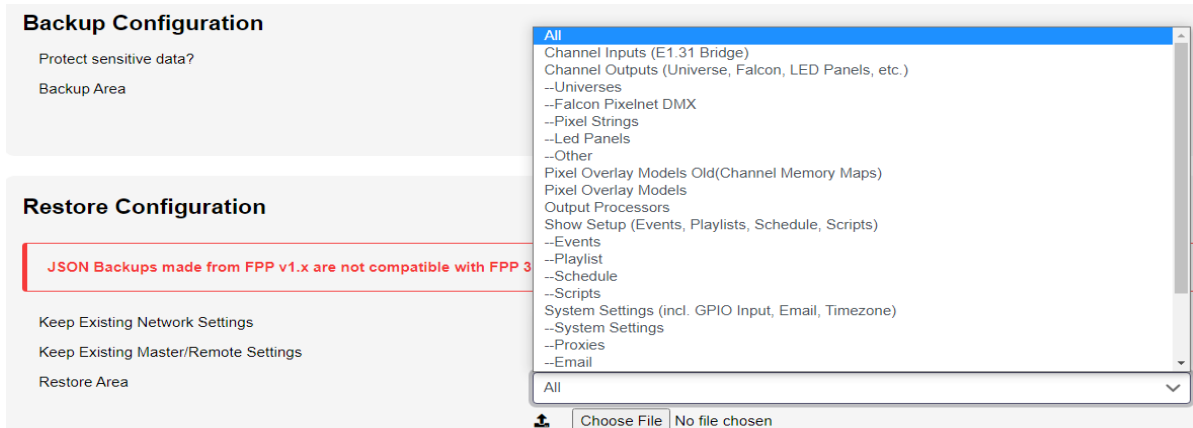 Backup Configuration
Protect sensitive data?
Backup Area
Restore Configuration
JSON Backups made from FPP v1.x are not compatible with FPP 3
Keep Existing Network Settings
Keep Existing Master/Remote Settings
Restore Area
All
Channel Inputs (E1.31 Bridge)
Channel Outputs (Universe, Falcon, LED Panels, etc.)
--Universes
--Falcon Pixelnet DMX
--Pixel Strings
--Led Panels
--Other
Pixel Overlay Models Old(Channel Memory Maps)
Pixel Overlay Models
Output Processors
Show Setup (Events, Playlists, Schedule, Scripts)
--Events
--Playlist
--Schedule
--Scripts
System Settings (incl. GPIO Input, Email, Timezone)
--System Settings
--Proxies
--Email
All
Choose File No file chosen